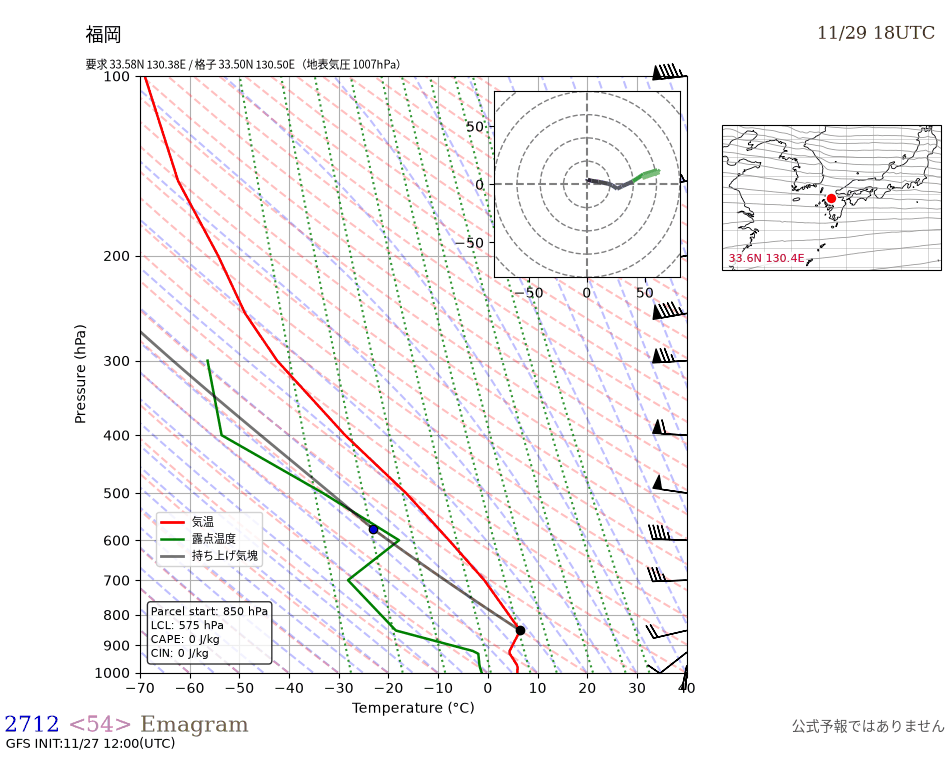 福岡
11/29 18UTC
要求 33.58N 130.38E / 格子 33.50N 130.50E（地表気圧 1007hPa）
100
200
300
400
500
600
700
800
900
1000
Pressure (hPa)
−70 −60 −50 −40 −30 −20 −10 0 10 20 30 40
Temperature (°C)
50
0
−50
−50 0 50
33.6N 130.4E
気温
露点温度
持ち上げ気塊
Parcel start: 850 hPa
LCL: 575 hPa
CAPE: 0 J/kg
CIN: 0 J/kg
2712 <54> Emagram
GFS INIT:11/27 12:00(UTC)
公式予報ではありません